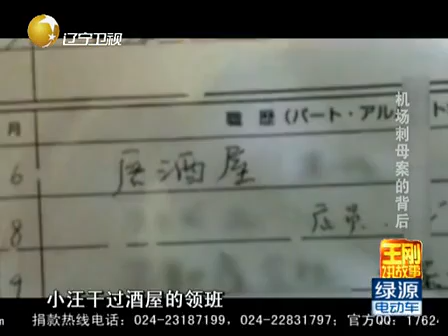 辽宁卫视
月
職 歴 (パート・アル
6
居酒屋
8
店員
9
机场刺母案的背后
王刚
讲故事
绿源
电动车
小汪干过酒屋的领班
捐款热线电话：024-23187199，024-22831797；官方QQ：1762